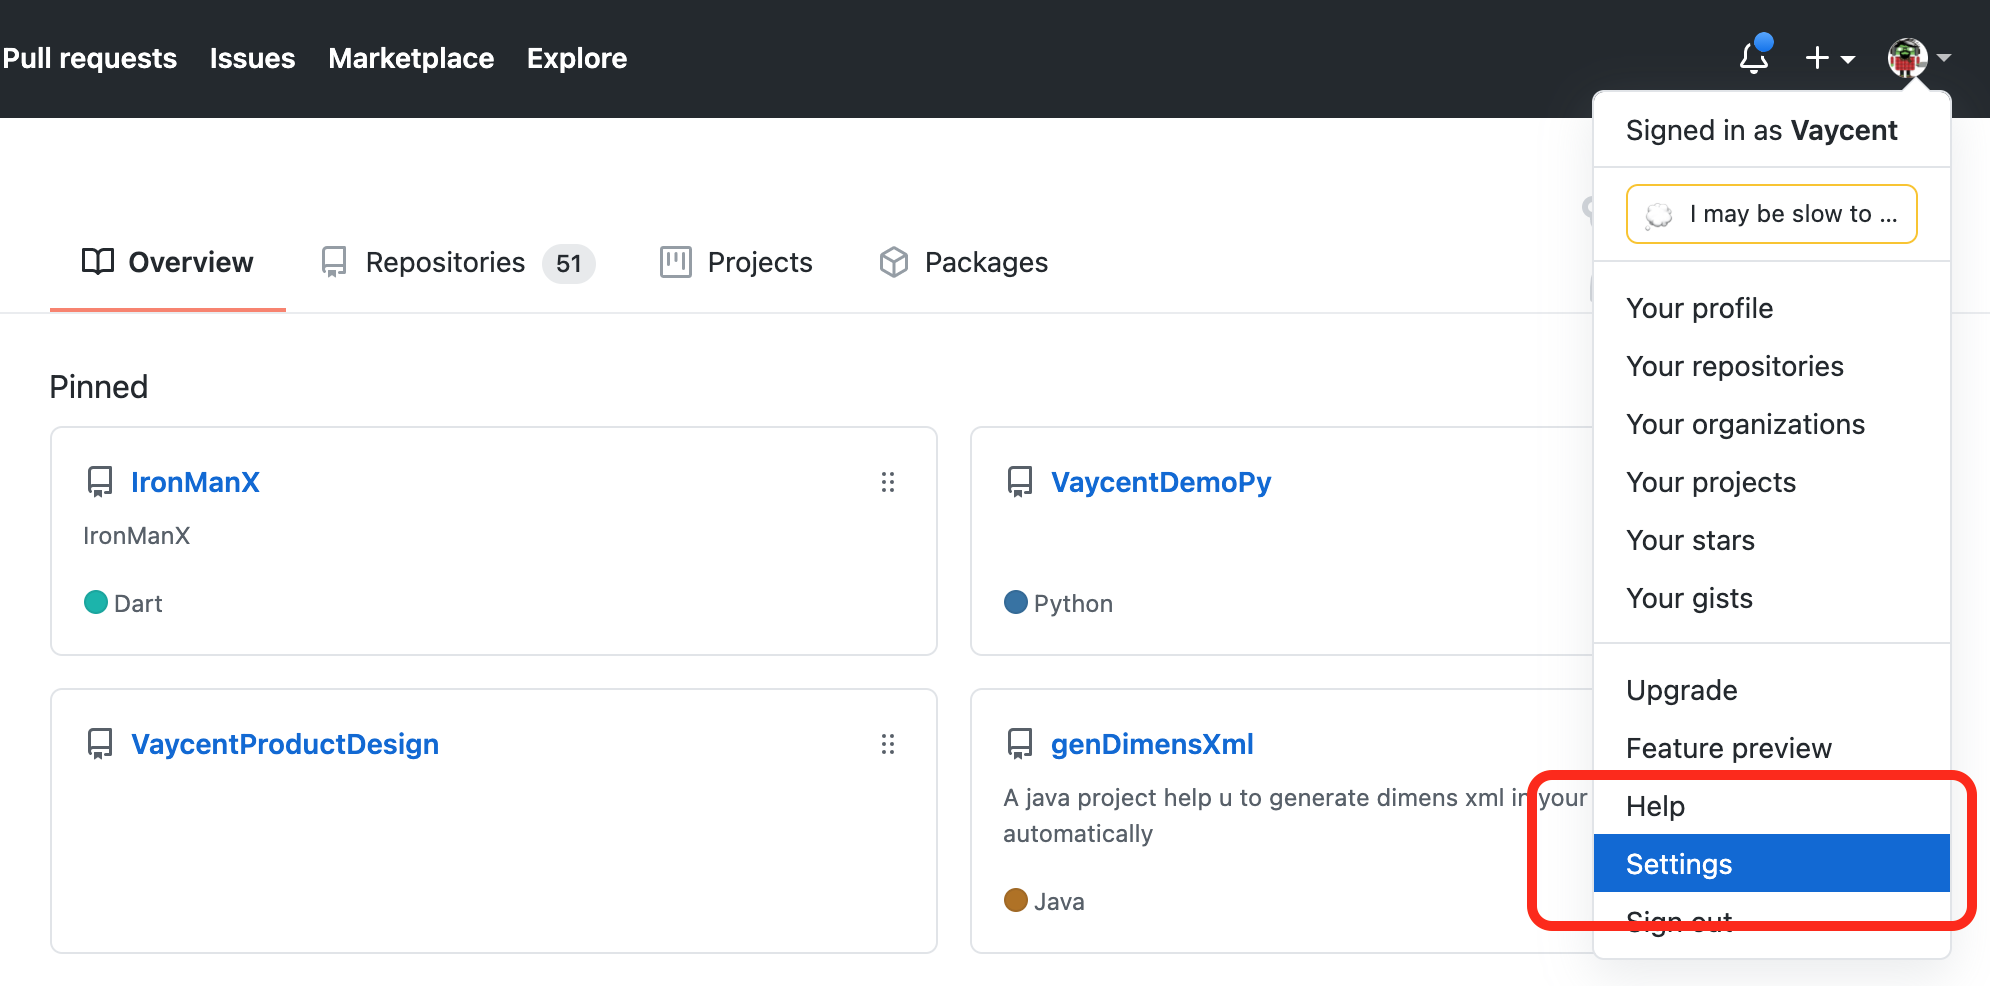 Pull requests Issues Marketplace Explore
Signed in as Vaycent
I may be slow to ...
Overview Repositories 51 Projects Packages
Your profile
Your repositories
Your organizations
Your projects
Your stars
Your gists
Upgrade
Feature preview
Help
Settings
Sign out
Pinned
IronManX
IronManX
Dart
VaycentDemoPy
Python
VaycentProductDesign
genDimensXml
A java project help u to generate dimens xml in your
automatically
Java